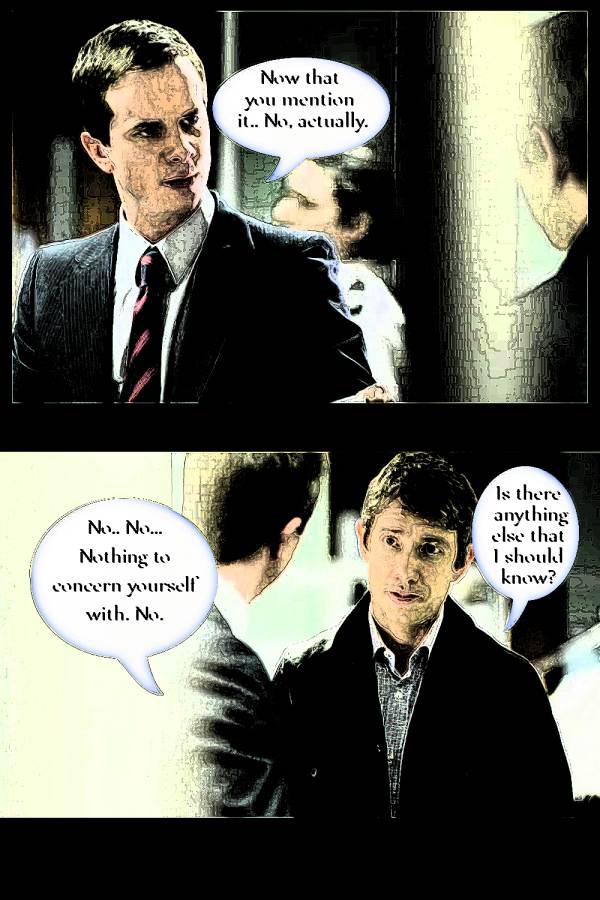 Now that
you mention
it.. No, actually.
Is there
anything
else that
I should
know?
No.. No...
Nothing to
concern yourself
with. No.